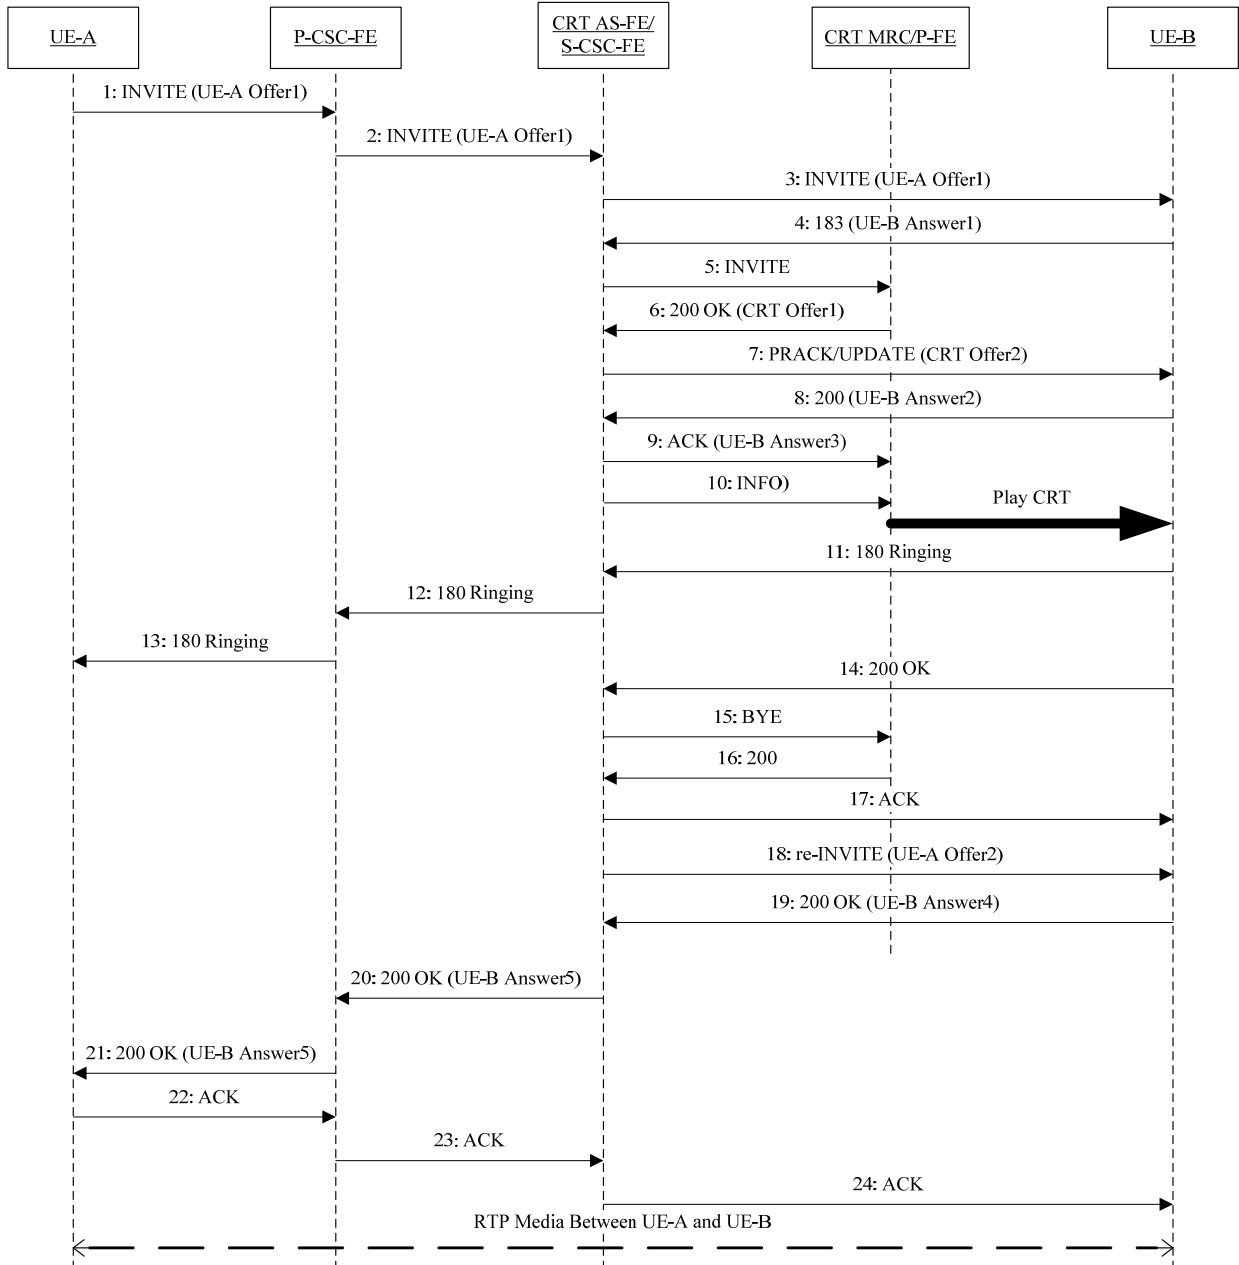 UE-A
P-CSC-FE
CRT AS-FE/
S-CSC-FE
CRT MRC/P-FE
UE-B
1: INVITE (UE-A Offer1)
2: INVITE (UE-A Offer1)
3: INVITE (UE-A Offer1)
4: 183 (UE-B Answer1)
5: INVITE
6: 200 OK (CRT Offer1)
7: PRACK/UPDATE (CRT Offer2)
8: 200 (UE-B Answer2)
9: ACK (UE-B Answer3)
10: INFO)
Play CRT
11: 180 Ringing
12: 180 Ringing
13: 180 Ringing
14: 200 OK
15: BYE
16: 200
17: ACK
18: re-INVITE (UE-A Offer2)
19: 200 OK (UE-B Answer4)
20: 200 OK (UE-B Answer5)
21: 200 OK (UE-B Answer5)
22: ACK
23: ACK
24: ACK
RTP Media Between UE-A and UE-B